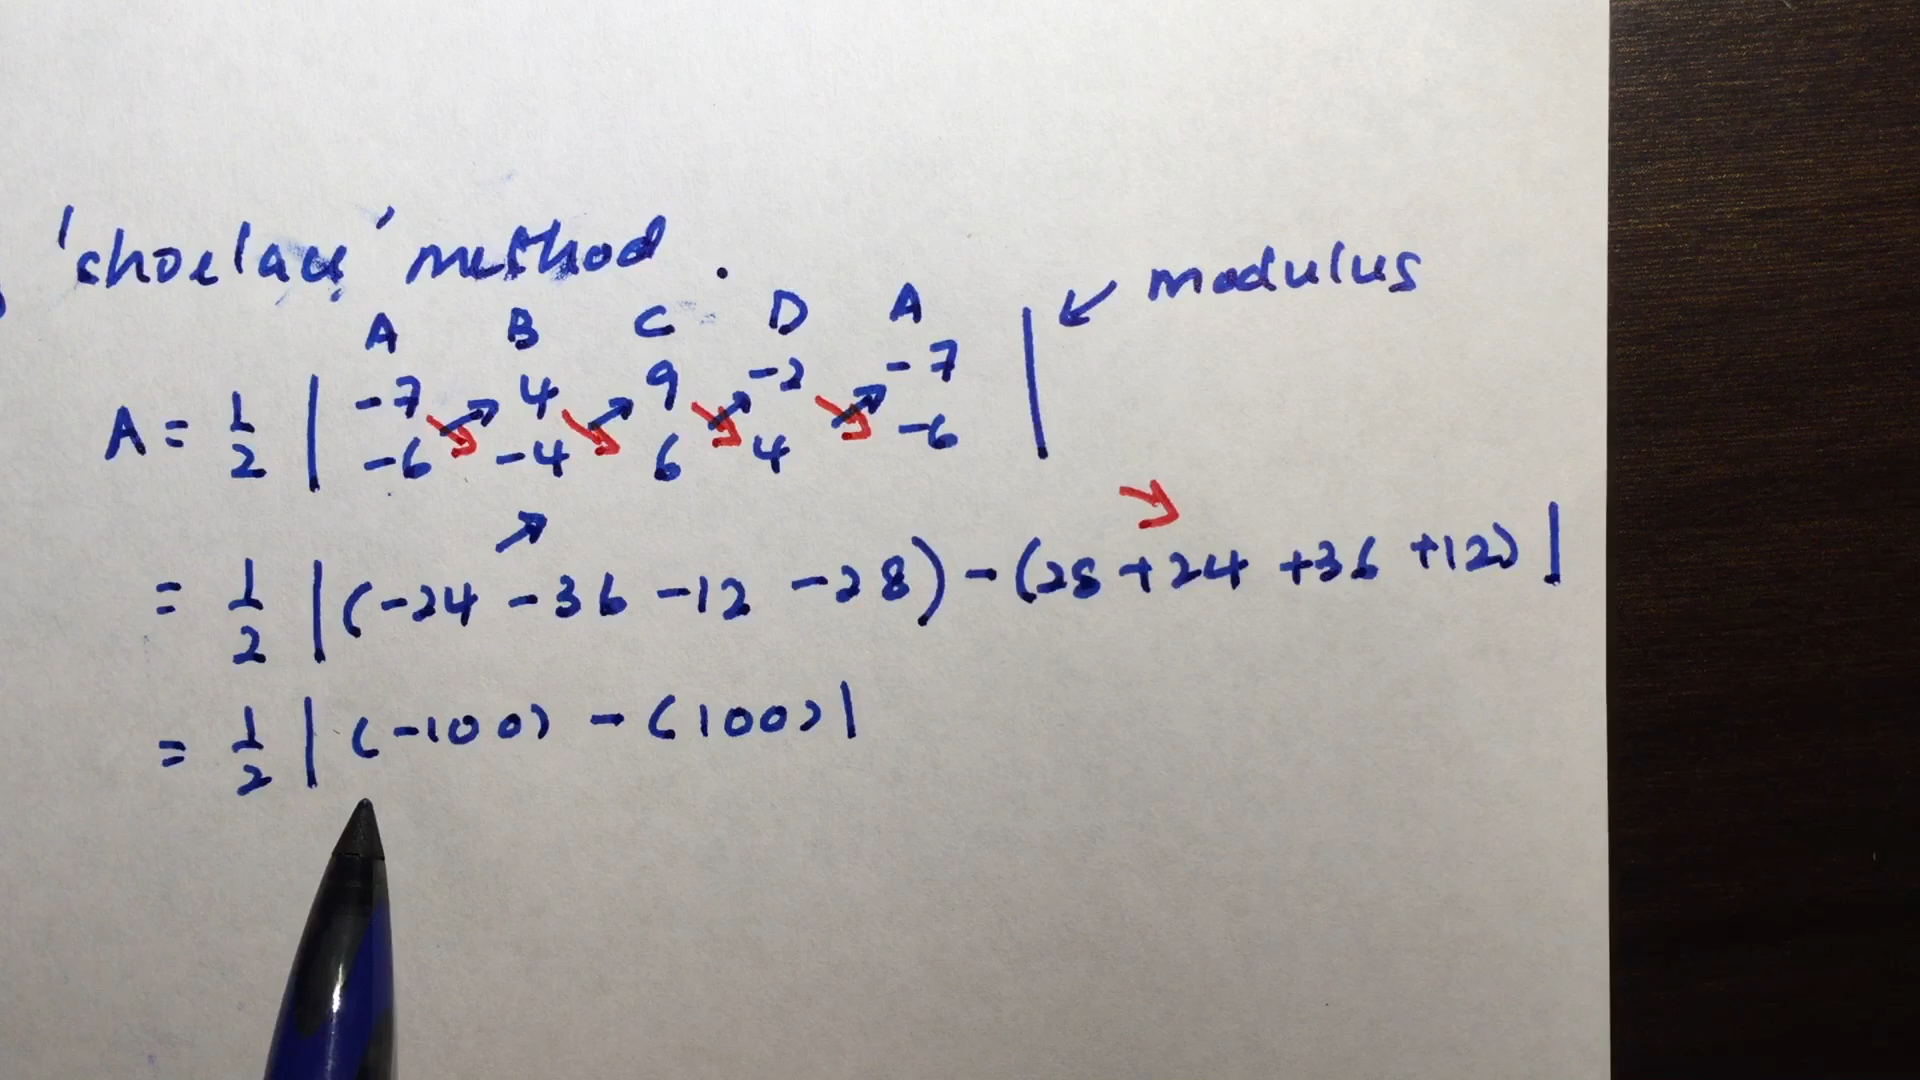 'shoelace' method.
modulus
A B C D A
A = 1/2 | -7 4 9 -2 -7 |
-6 -4 6 4 -6
= 1/2 |(-24 -36 -12 -28) - (28 +24 +36 +12)|
= 1/2 |(-100) - (100)|